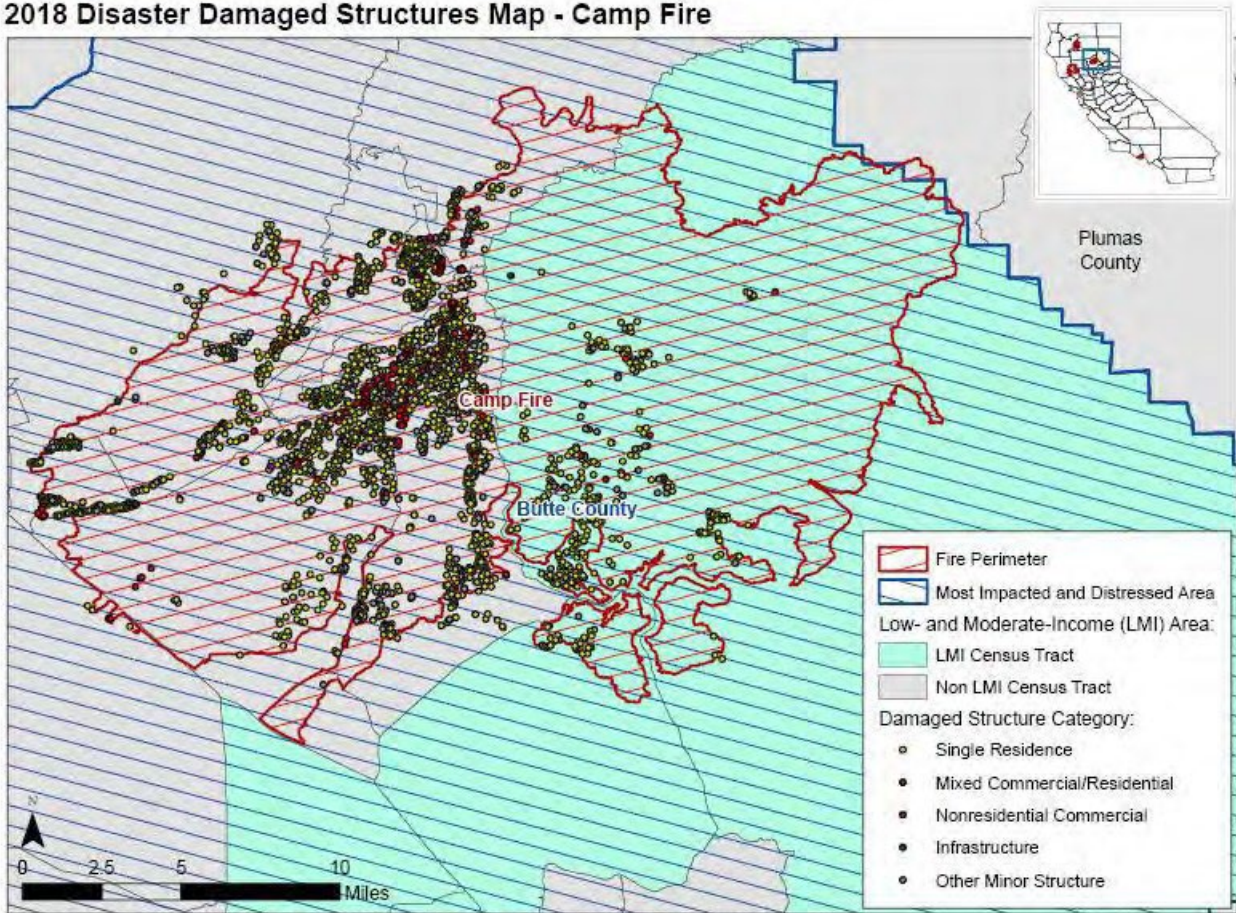 2018 Disaster Damaged Structures Map - Camp Fire
Plumas
County
Camp Fire
Butte County
Fire Perimeter
Most Impacted and Distressed Area
Low- and Moderate-Income (LMI) Area:
LMI Census Tract
Non LMI Census Tract
Damaged Structure Category:
Single Residence
Mixed Commercial/Residential
Nonresidential Commercial
Infrastructure
Other Minor Structure
N
0 2.5 5 10
Miles